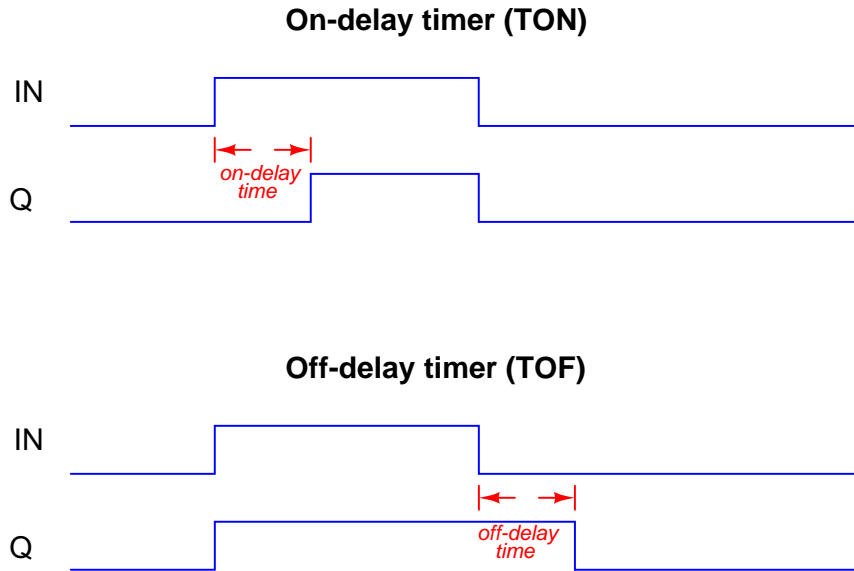 On-delay timer (TON)
IN
on-delay
time
Q
Off-delay timer (TOF)
IN
off-delay
time
Q